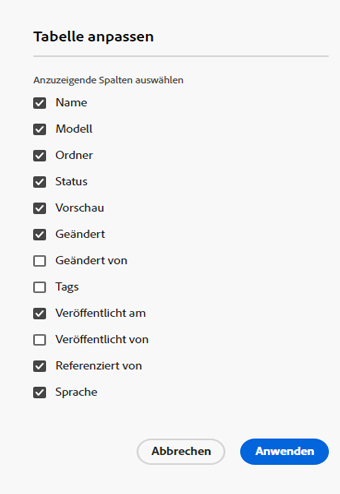 Tabelle anpassen
Anzuzeigende Spalten auswählen
Name
Modell
Ordner
Status
Vorschau
Geändert
Geändert von
Tags
Veröffentlicht am
Veröffentlicht von
Referenziert von
Sprache
Abbrechen
Anwenden